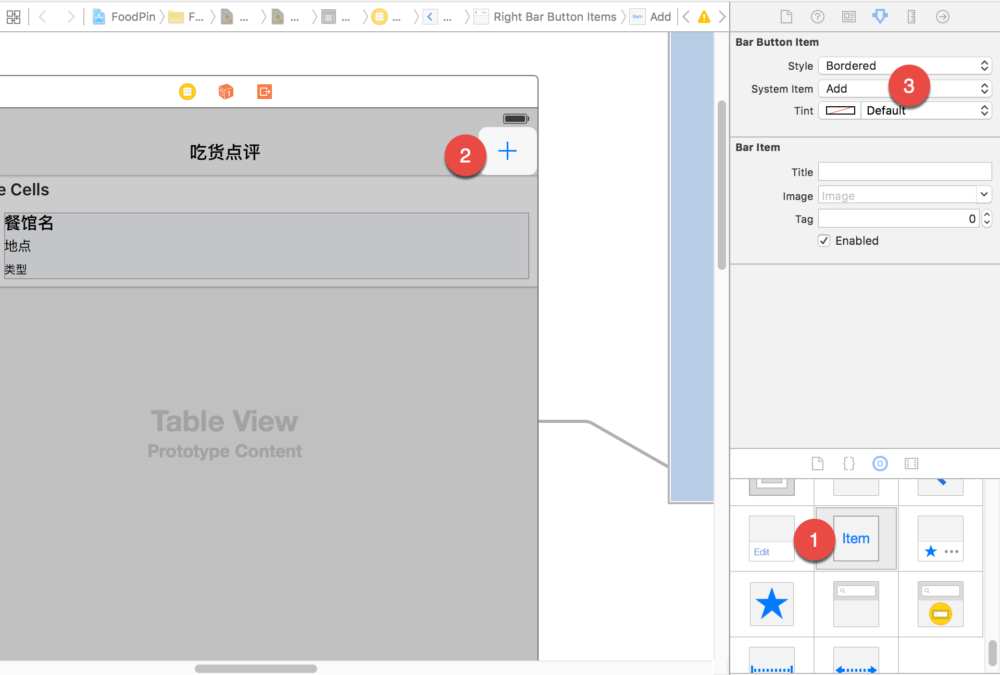 FoodPin F... ... ... ... ... ... Right Bar Button Items Item Add
Bar Button Item
Style Bordered
System Item Add
3
Tint Default
吃货点评
2
Bar Item
Title
Image Image
Tag 0
Enabled
e Cells
餐馆名
地点
类型
Table View
Prototype Content
Edit
1
Item